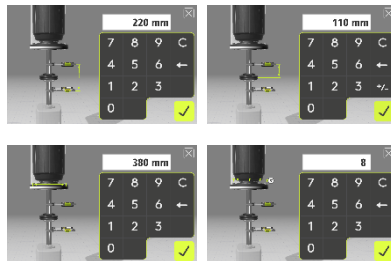 220 mm
7 8 9 C
4 5 6 ←
1 2 3
0 ✓
110 mm
7 8 9 C
4 5 6 ←
1 2 3 +/-
0 ✓
380 mm
7 8 9 C
4 5 6 ←
1 2 3
0 ✓
8
7 8 9 C
4 5 6 ←
1 2 3
0 ✓